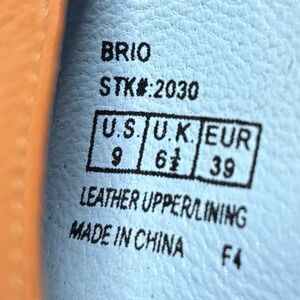 BRIO
STK#:2030
U.S. U.K. EUR
9 6½ 39
LEATHER UPPER/LINING
MADE IN CHINA F4